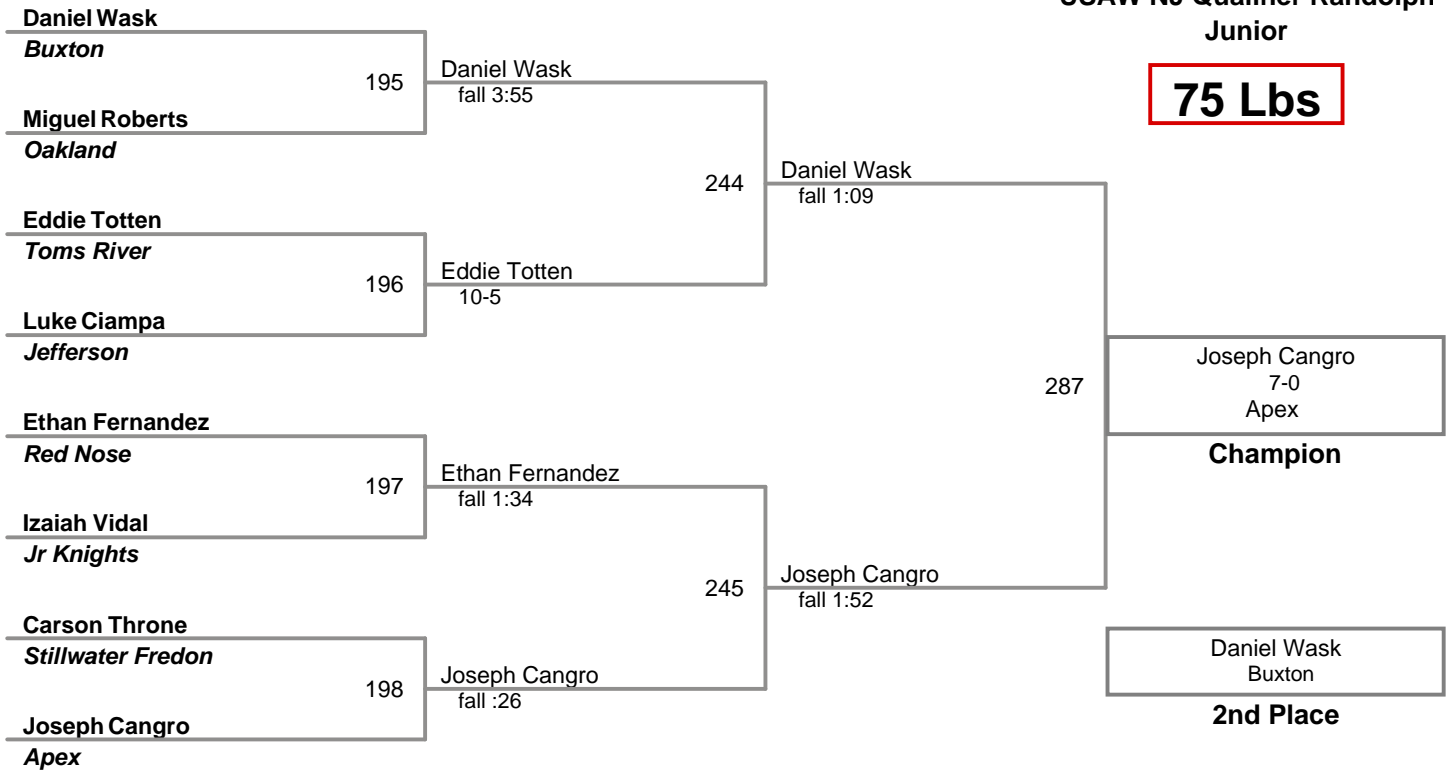 Junior
75 Lbs
Daniel Wask
Buxton
195
Miguel Roberts
Oakland
Eddie Totten
Toms River
196
Luke Ciampa
Jefferson
Ethan Fernandez
Red Nose
197
Izaiah Vidal
Jr Knights
Carson Throne
Stillwater Fredon
198
Joseph Cangro
Apex
Daniel Wask
fall 3:55
244
Eddie Totten
10-5
Ethan Fernandez
fall 1:34
245
Joseph Cangro
fall :26
Daniel Wask
fall 1:09
287
Joseph Cangro
fall 1:52
Joseph Cangro
7-0
Apex
Champion
Daniel Wask
Buxton
2nd Place